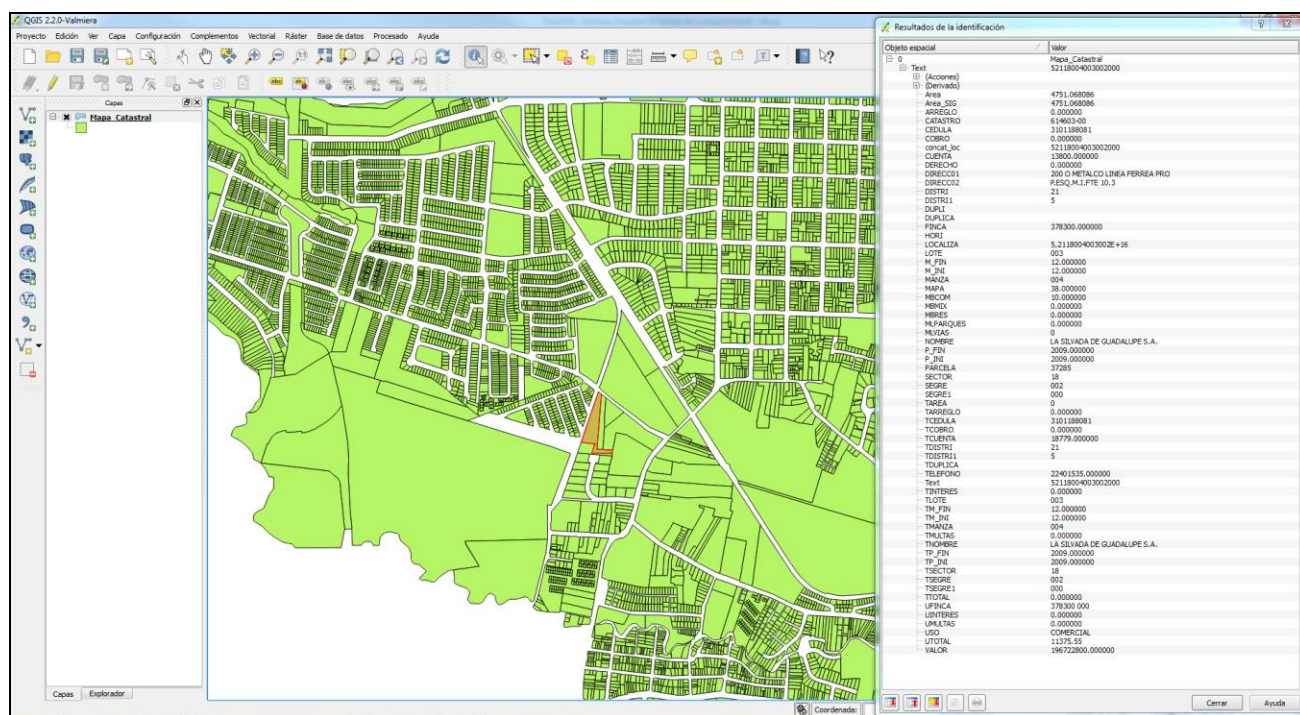 QGIS 2.2.0-Valmiera
Proyecto Edición Ver Capa Configuración Complementos Vectorial Ráster Base de datos Procesado Ayuda
Capas
Mapa_Catastral
Capas Explorador
Coordenada:
Resultados de la identificación
Objeto espacial Valor
0 Mapa_Catastral
Text 52118004003002000
(Acciones)
(Derivado)
Area 4751.068086
Area_SIG 4751.068086
ARREGLO 0.000000
CATASTRO 614603-00
CEDULA 3101188081
COBRO 0.000000
concat_loc 52118004003002000
CUENTA 13800.000000
DERECHO 0.000000
DIRECC01 200 O METALCO LINEA FERREA PRO
DIRECC02 P.ESQ.M.I.FTE 10.3
DISTRI 21
DISTRI1 5
DUPLI
DUPLICA
FINCA 378300.000000
HORI
LOCALIZA 5,2118004003002E+16
LOTE 003
M_FIN 12.000000
M_INI 12.000000
MANZA 004
MAPA 38.000000
MBCOM 10.000000
MBMIX 0.000000
MBRES 0.000000
MLPARQUES 0.000000
MLVIAS 0
NOMBRE LA SILVADA DE GUADALUPE S.A.
P_FIN 2009.000000
P_INI 2009.000000
PARCELA 37285
SECTOR 18
SEGRE 002
SEGRE1 000
TAREA 0
TARREGLO 0.000000
TCEDULA 3101188081
TCOBRO 0.000000
TCUENTA 18779.000000
TDISTRI 21
TDISTRI1 5
TDUPLICA
TELEFONO 22401535.000000
Text 52118004003002000
TINTERES 0.000000
TLOTE 003
TM_FIN 12.000000
TM_INI 12.000000
TMANZA 004
TMULTAS 0.000000
TNOMBRE LA SILVADA DE GUADALUPE S.A.
TP_FIN 2009.000000
TP_INI 2009.000000
TSECTOR 18
TSEGRE 002
TSEGRE1 000
TTOTAL 0.000000
UFINCA 378300 000
UINTERES 0.000000
UMULTAS 0.000000
USO COMERCIAL
UTOTAL 11375.55
VALOR 196722800.000000
Cerrar Ayuda